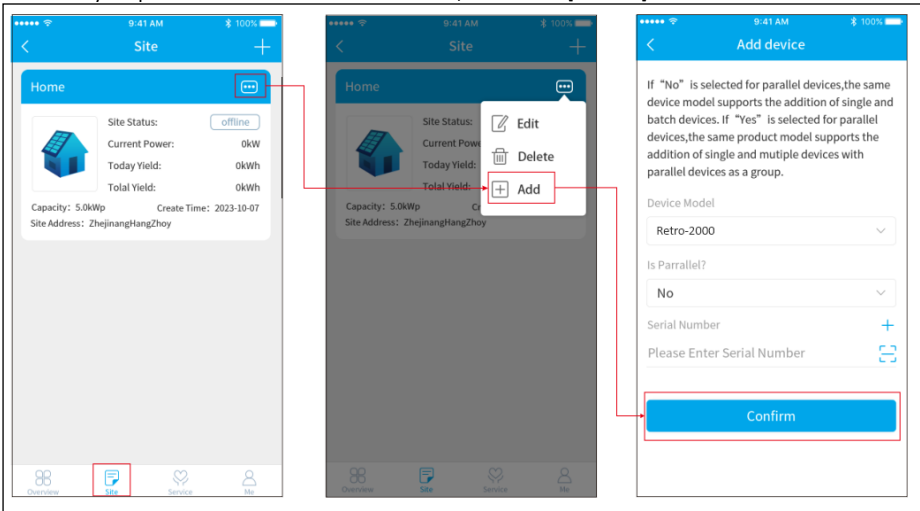 9:41 AM 100%
Site
Home
Site Status: offline
Current Power: 0kW
Today Yield: 0kWh
Tolal Yield: 0kWh
Capacity: 5.0kWp Create Time: 2023-10-07
Site Address: ZhejinangHangZhoy
Overview Site Service Me
9:41 AM 100%
Site
Home
Site Status:
Current Powe
Today Yield:
Tolal Yield:
Capacity: 5.0kWp Cr
Site Address: ZhejinangHangZhoy
Edit
Delete
Add
Overview Site Service Me
9:41 AM 100%
Add device
If “No” is selected for parallel devices,the same
device model supports the addition of single and
batch devices. If “Yes” is selected for parallel
devices,the same product model supports the
addition of single and mutiple devices with
parallel devices as a group.
Device Model
Retro-2000
Is Parrallel?
No
Serial Number
Please Enter Serial Number
Confirm